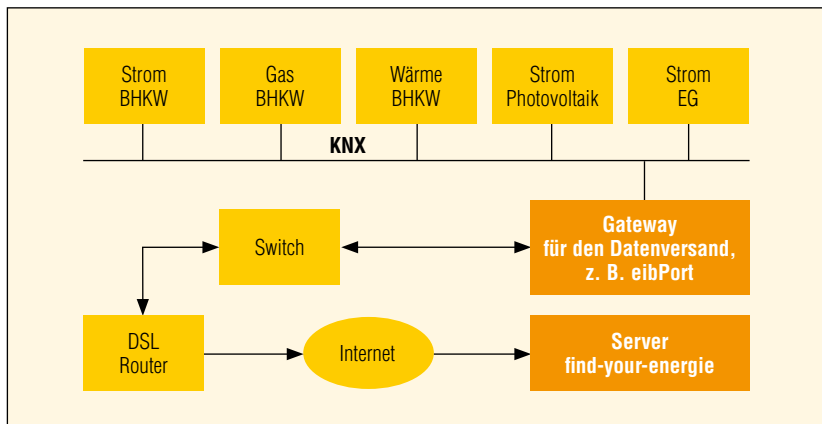 Strom
BHKW
Gas
BHKW
Wärme
BHKW
Strom
Photovoltaik
Strom
EG
KNX
Gateway
für den Datenversand,
z. B. eibPort
Switch
DSL
Router
Internet
Server
find-your-energie